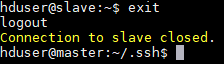 hduser@slave:~$ exit
logout
Connection to slave closed.
hduser@master:~/.ssh$